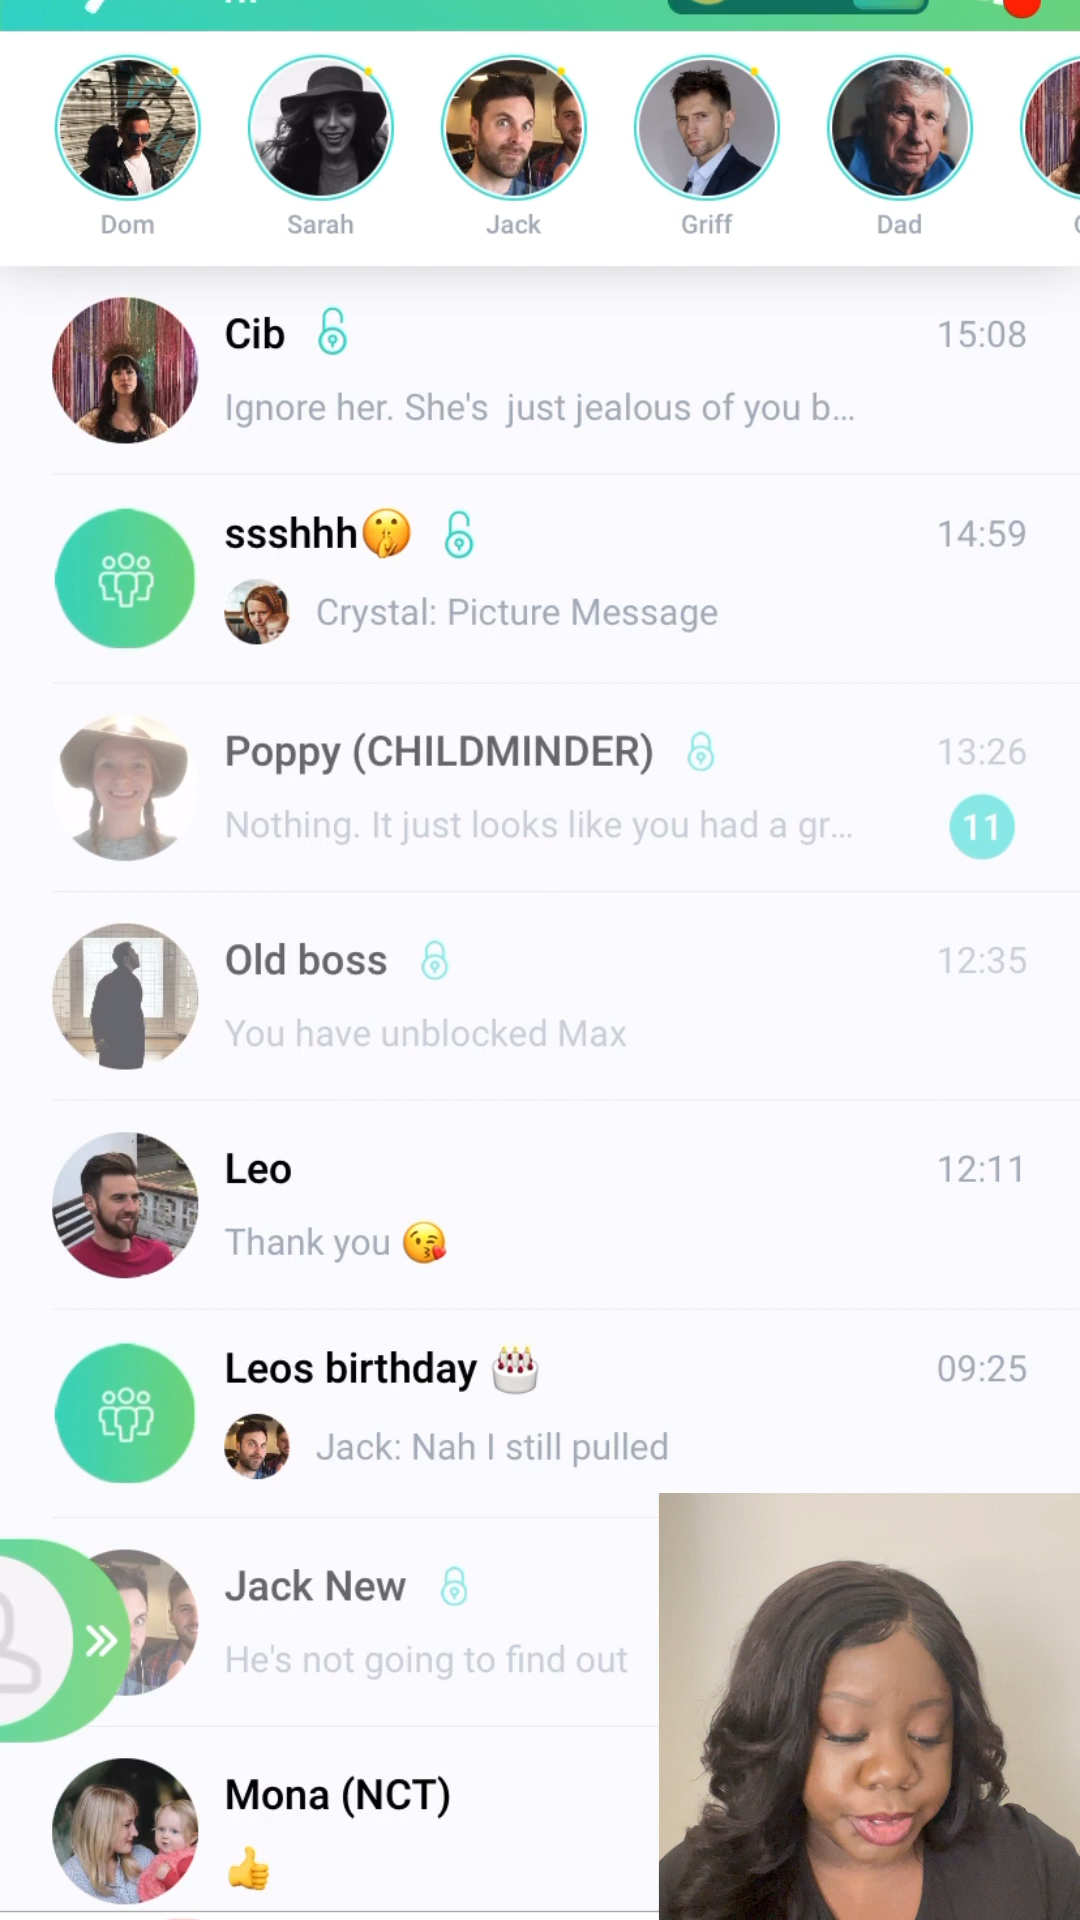 Dom
Sarah
Jack
Griff
Dad
Cib
15:08
Ignore her. She's just jealous of you b...
ssshhh🤫
14:59
Crystal: Picture Message
Poppy (CHILDMINDER)
13:26
Nothing. It just looks like you had a gr...
11
Old boss
12:35
You have unblocked Max
Leo
12:11
Thank you 😘
Leos birthday 🎂
09:25
Jack: Nah I still pulled
Jack New
He's not going to find out
Mona (NCT)
👍